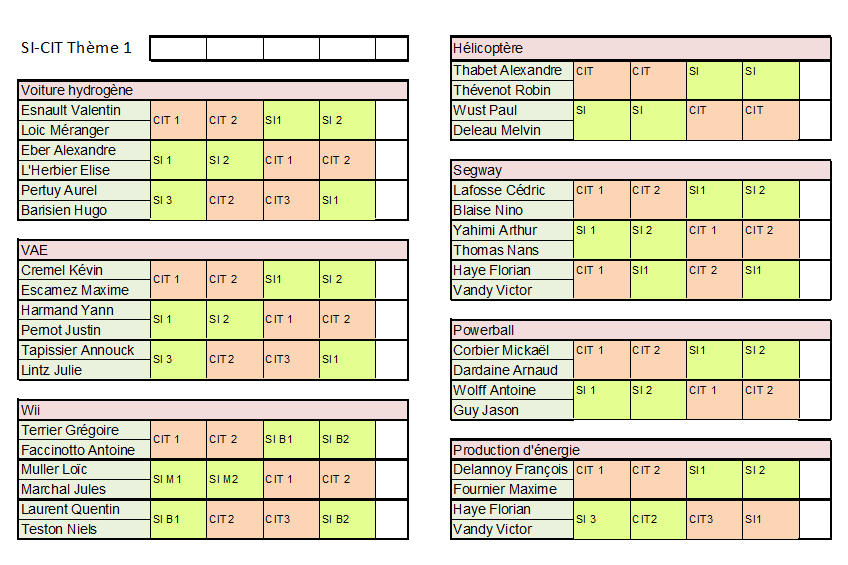 SI-CIT Thème 1
Voiture hydrogène
Esnault Valentin
CIT 1 CIT 2 SI1 SI 2
Loic Méranger
Eber Alexandre
SI 1 SI 2 CIT 1 CIT 2
L'Herbier Elise
Pertuy Aurel
SI 3 CIT2 CIT3 SI1
Barisien Hugo
VAE
Cremel Kévin
CIT 1 CIT 2 SI1 SI 2
Escamez Maxime
Harmand Yann
SI 1 SI 2 CIT 1 CIT 2
Pernot Justin
Tapissier Annouck
SI 3 CIT2 CIT3 SI1
Lintz Julie
Wii
Terrier Grégoire
CIT 1 CIT 2 SI B1 SI B2
Faccinotto Antoine
Muller Loïc
SI M1 SI M2 CIT 1 CIT 2
Marchal Jules
Laurent Quentin
SI B1 CIT2 CIT3 SI B2
Teston Niels
Hélicoptère
Thabet Alexandre CIT CIT SI SI
Thévenot Robin
Wust Paul SI SI CIT CIT
Deleau Melvin
Segway
Lafosse Cédric CIT 1 CIT 2 SI1 SI 2
Blaise Nino
Yahimi Arthur SI 1 SI 2 CIT 1 CIT 2
Thomas Nans
Haye Florian CIT 1 SI1 CIT 2 SI1
Vandy Victor
Powerball
Corbier Mickaël CIT 1 CIT 2 SI1 SI 2
Dardaine Arnaud
Wolff Antoine SI 1 SI 2 CIT 1 CIT 2
Guy Jason
Production d'énergie
Delannoy François CIT 1 CIT 2 SI1 SI 2
Fournier Maxime
Haye Florian
SI 3 CIT2 CIT3 SI1
Vandy Victor